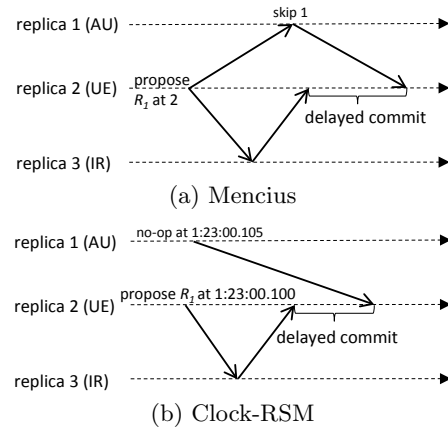 skip 1
replica 1 (AU)
replica 2 (UE) propose
R₁ at 2
delayed commit
replica 3 (IR)
(a) Mencius
replica 1 (AU) no-op at 1:23:00.105
replica 2 (UE) propose R₁ at 1:23:00.100
delayed commit
replica 3 (IR)
(b) Clock-RSM